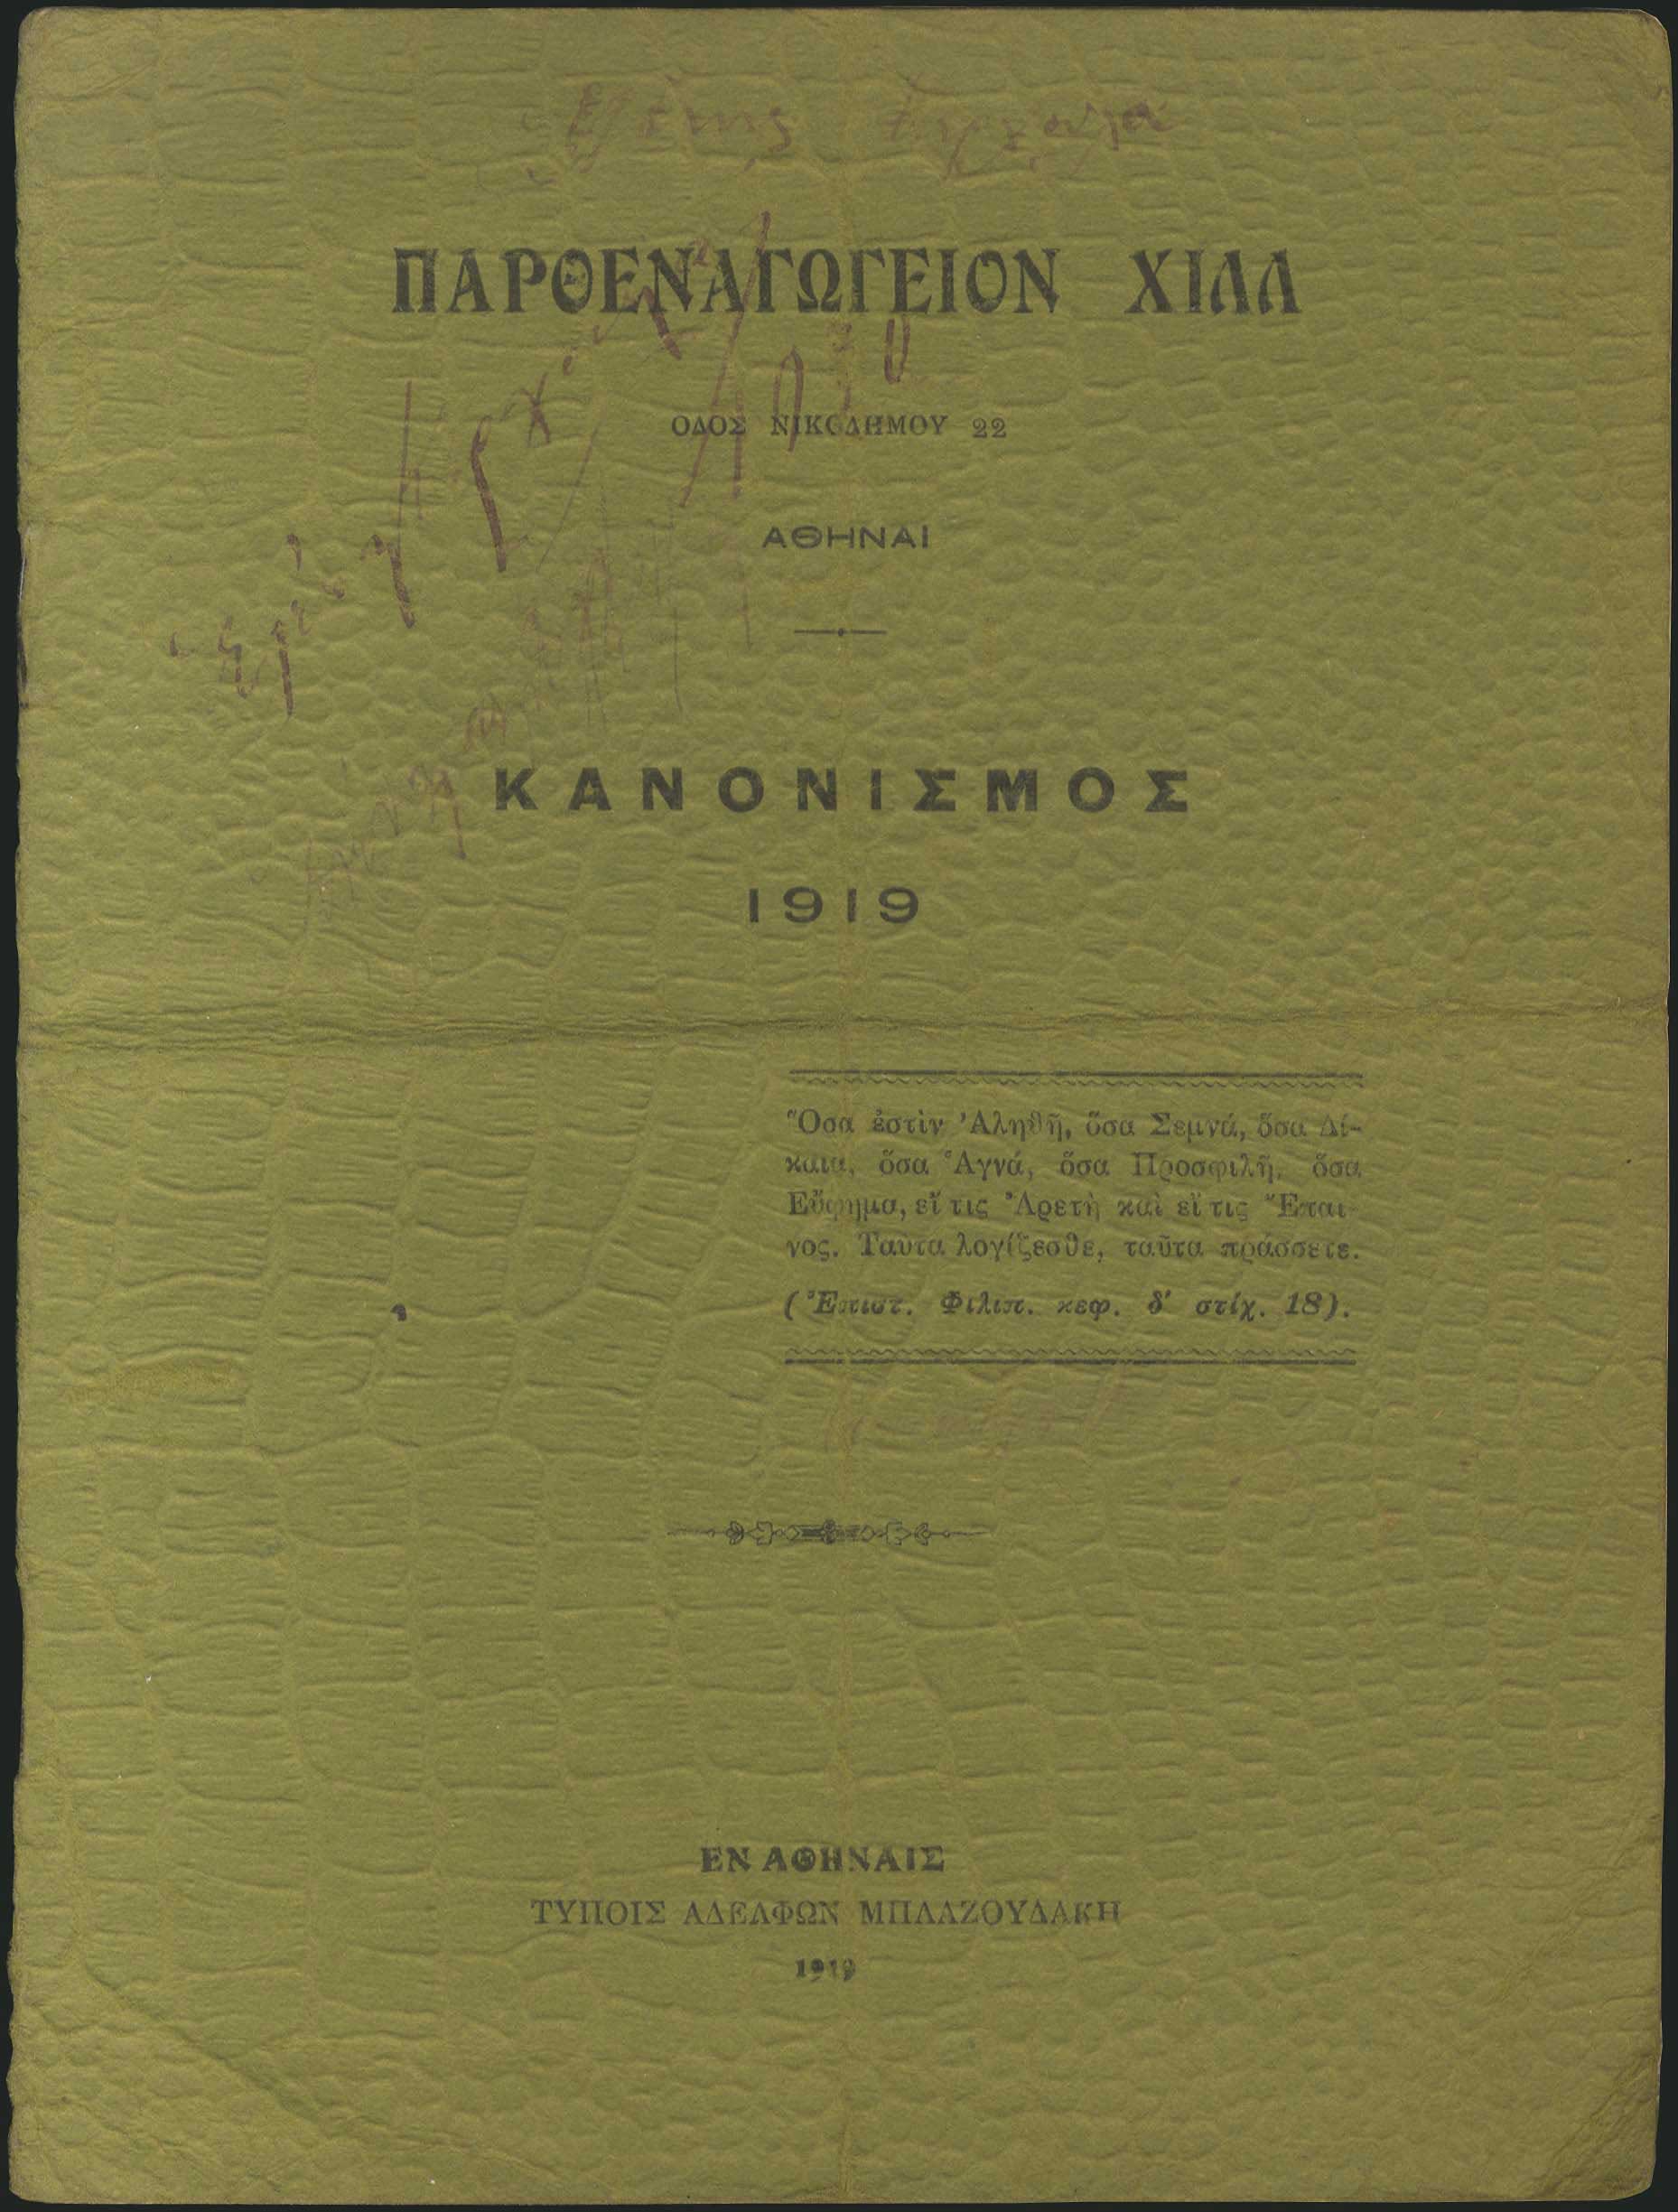 ΠΑΡΘΕΝΑΓΩΓΕΙΟΝ ΧΙΛΛ
ΟΔΟΣ ΝΙΚΟΔΗΜΟΥ 22
ΑΘΗΝΑΙ
ΚΑΝΟΝΙΣΜΟΣ
1919
Ὅσα ἐστὶν Ἀληθῆ, ὅσα Σεμνά, ὅσα Δί-
καια, ὅσα Ἁγνά, ὅσα Προσφιλῆ, ὅσα
Εὔφημα, εἴ τις Ἀρετὴ καὶ εἴ τις Ἔπαι-
νος. Ταῦτα λογίζεσθε, ταῦτα πράσσετε.
(Ἐπιστ. Φιλιπ. κεφ. δ' στίχ. 18).
ΕΝ ΑΘΗΝΑΙΣ
ΤΥΠΟΙΣ ΑΔΕΛΦΩΝ ΜΠΛΑΖΟΥΔΑΚΗ
1919